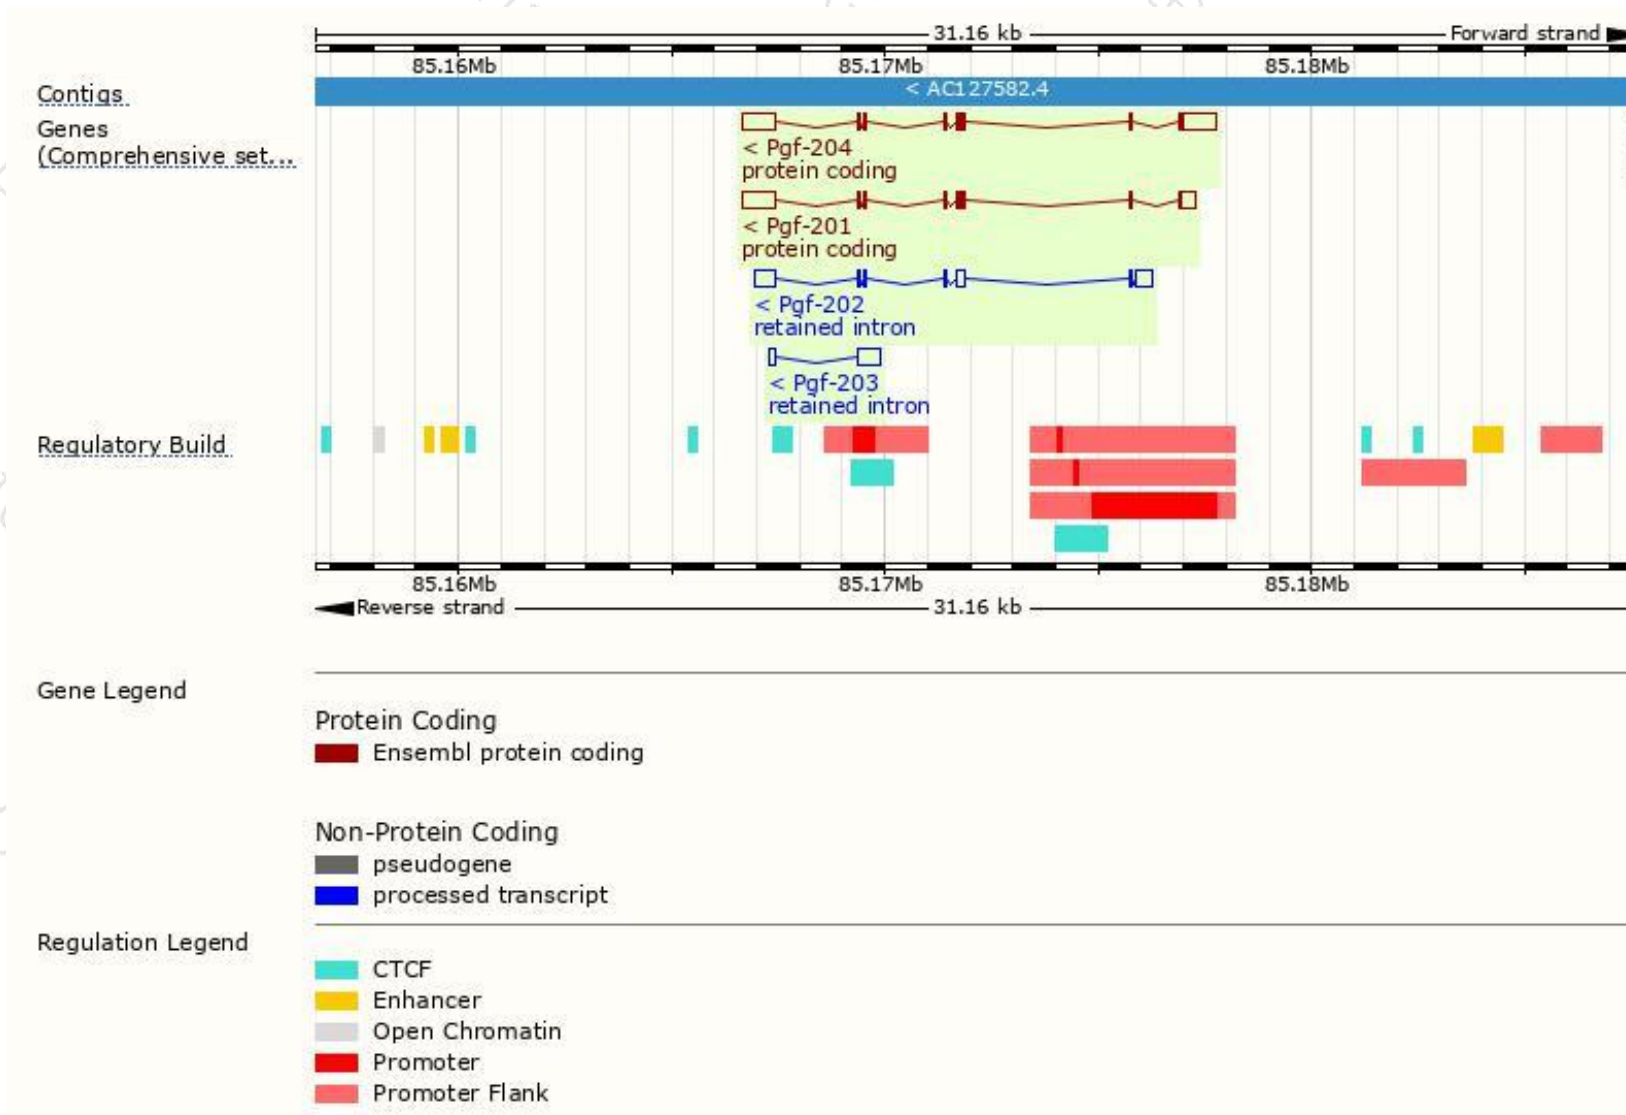 31.16 kb
Forward strand
85.16Mb 85.17Mb 85.18Mb
Contigs
< AC127582.4
Genes
(Comprehensive set...
< Pgf-204
protein coding
< Pgf-201
protein coding
< Pgf-202
retained intron
< Pgf-203
retained intron
Regulatory Build
85.16Mb 85.17Mb 85.18Mb
Reverse strand
31.16 kb
Gene Legend
Protein Coding
Ensembl protein coding
Non-Protein Coding
pseudogene
processed transcript
Regulation Legend
CTCF
Enhancer
Open Chromatin
Promoter
Promoter Flank